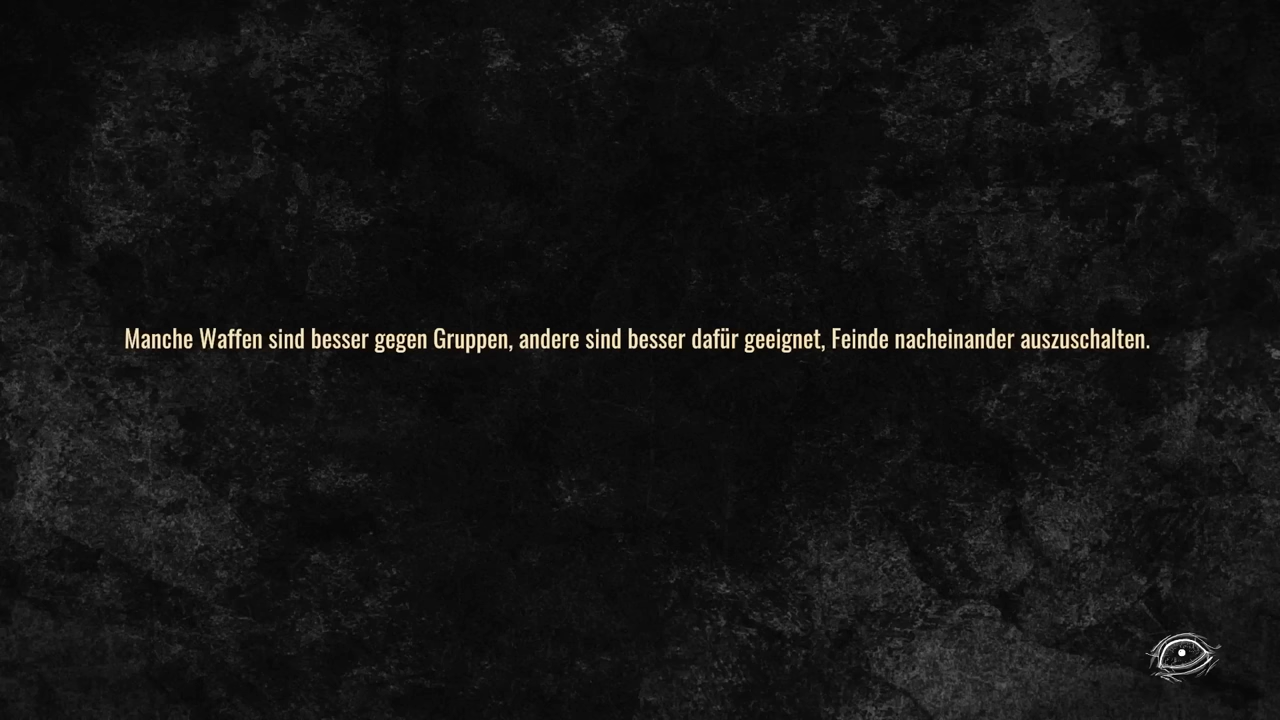 Manche Waffen sind besser gegen Gruppen, andere sind besser dafür geeignet, Feinde nacheinander auszuschalten.